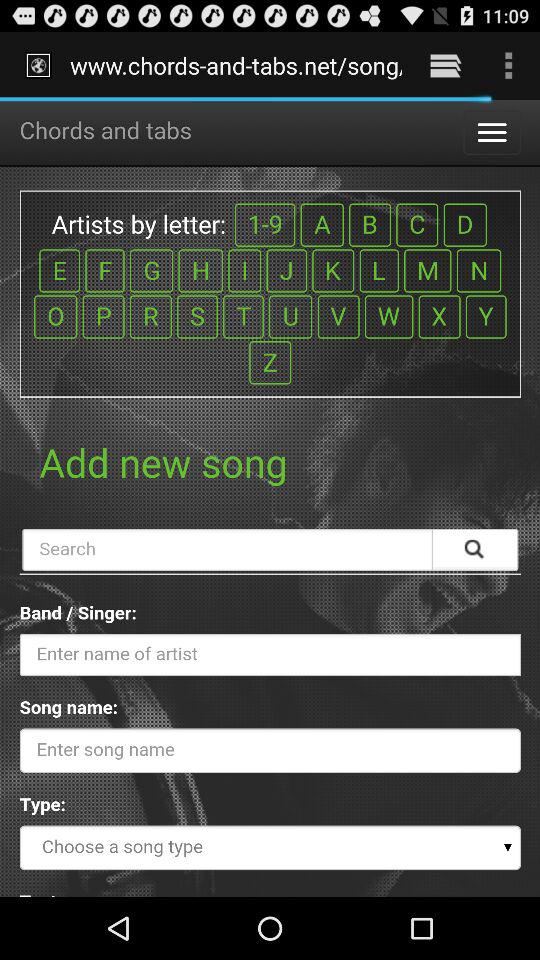 11:09
www.chords-and-tabs.net/song/
Chords and tabs
Artists by letter: 1-9 A B C D
E F G H I J K L M N
O P R S T U V W X Y
Z
Add new song
Search
Band / Singer:
Enter name of artist
Song name:
Enter song name
Type:
Choose a song type